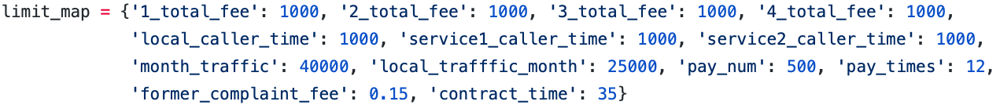 limit_map = {'1_total_fee': 1000, '2_total_fee': 1000, '3_total_fee': 1000, '4_total_fee': 1000,
'local_caller_time': 1000, 'service1_caller_time': 1000, 'service2_caller_time': 1000,
'month_traffic': 40000, 'local_trafffic_month': 25000, 'pay_num': 500, 'pay_times': 12,
'former_complaint_fee': 0.15, 'contract_time': 35}